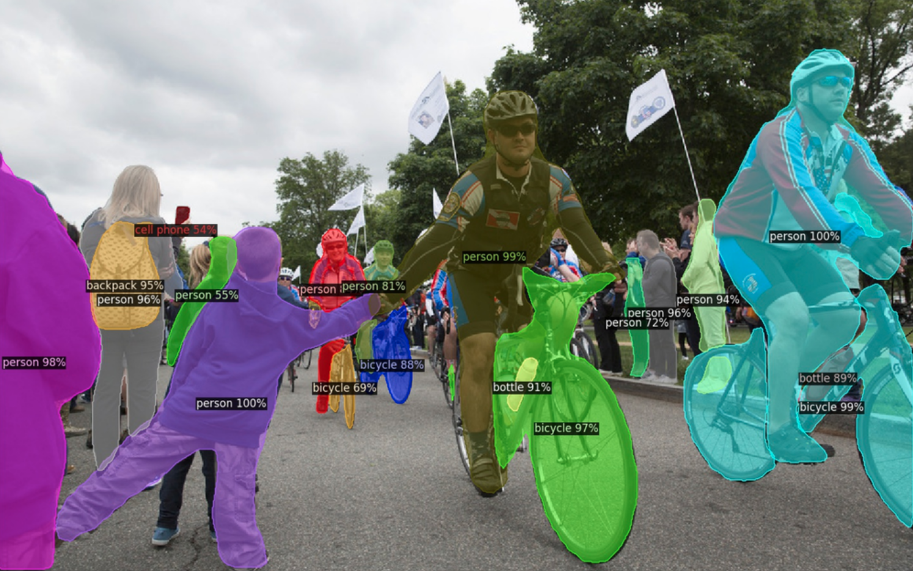 cell phone 54%
backpack 95%
person 96%
person 55%
person 98%
person 100%
person
person 81%
bicycle 88%
bicycle 69%
person 99%
bottle 91%
bicycle 97%
person 94%
person 96%
person 72%
person 100%
bottle 89%
bicycle 99%